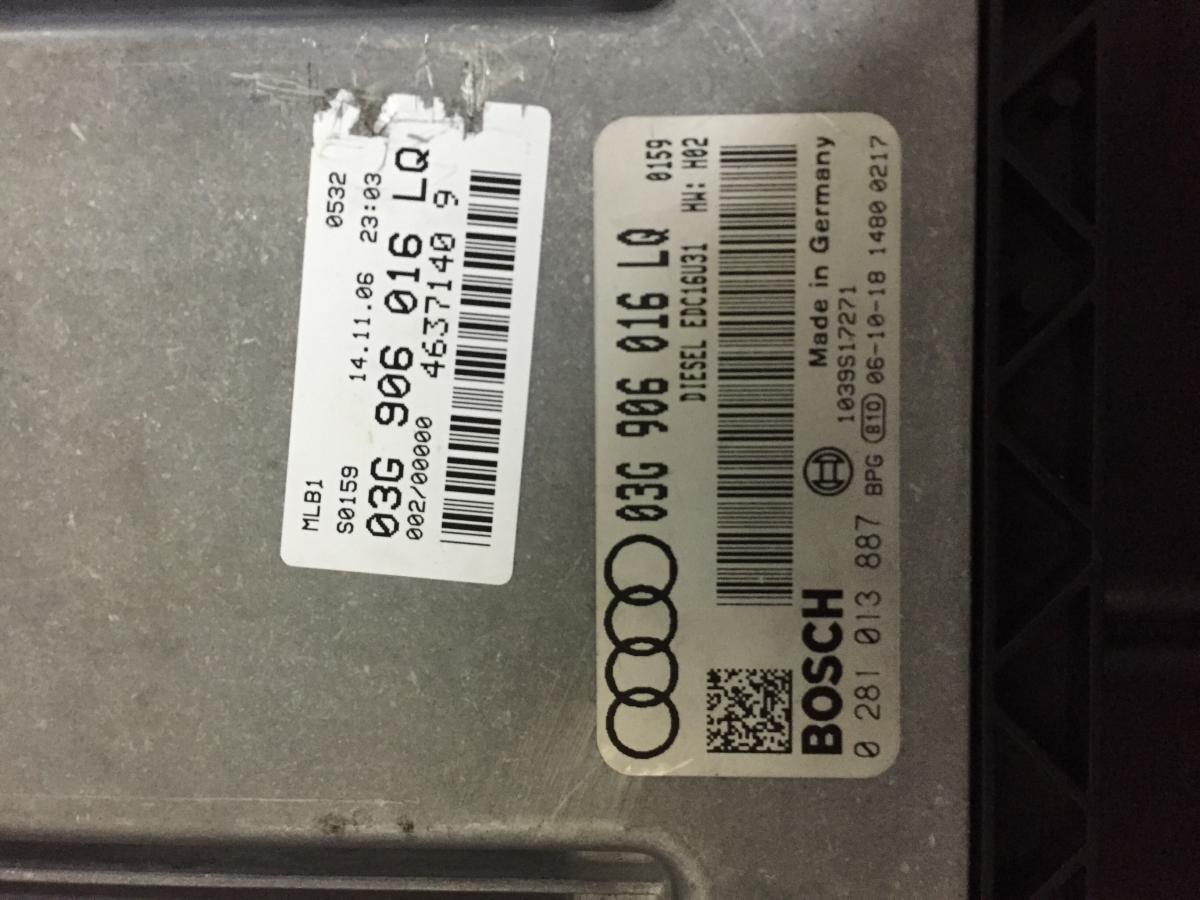 MLB1 0532
S0159 14.11.06 23:03
03G 906 016 LQ
002/00000 4637140 9
03G 906 016 LQ 0159
DIESEL EDC16U31 HW: H02
BOSCH Made in Germany
1039S17271
0 281 013 887 BPG B10 06-10-18 1480 0217